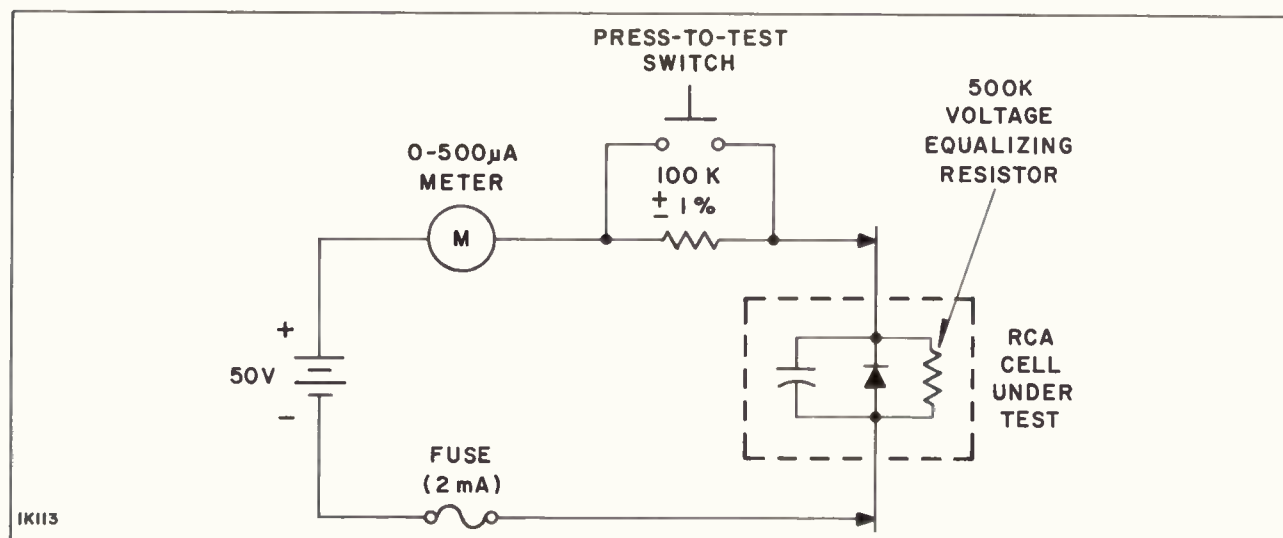 PRESS-TO-TEST
SWITCH
500K
VOLTAGE
EQUALIZING
RESISTOR
0-500µA
METER
100 K
± 1%
M
+
50V
-
RCA
CELL
UNDER
TEST
FUSE
(2 mA)
IK113